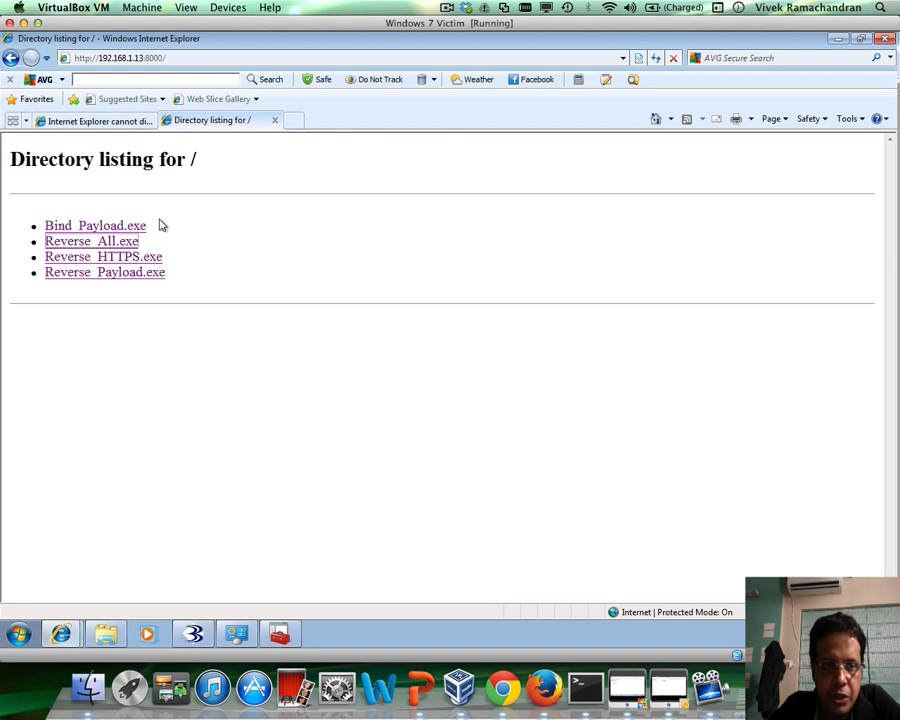 VirtualBox VM Machine View Devices Help (Charged) Vivek Ramachandran
Windows 7 Victim [Running]
Directory listing for / - Windows Internet Explorer
http://192.168.1.13:8000/ AVG Secure Search
x AVG Search Safe Do Not Track Weather Facebook
Favorites Suggested Sites Web Slice Gallery
Internet Explorer cannot di... Directory listing for / x Page Safety Tools
Directory listing for /
Bind_Payload.exe
Reverse_All.exe
Reverse_HTTPS.exe
Reverse_Payload.exe
Internet | Protected Mode: On